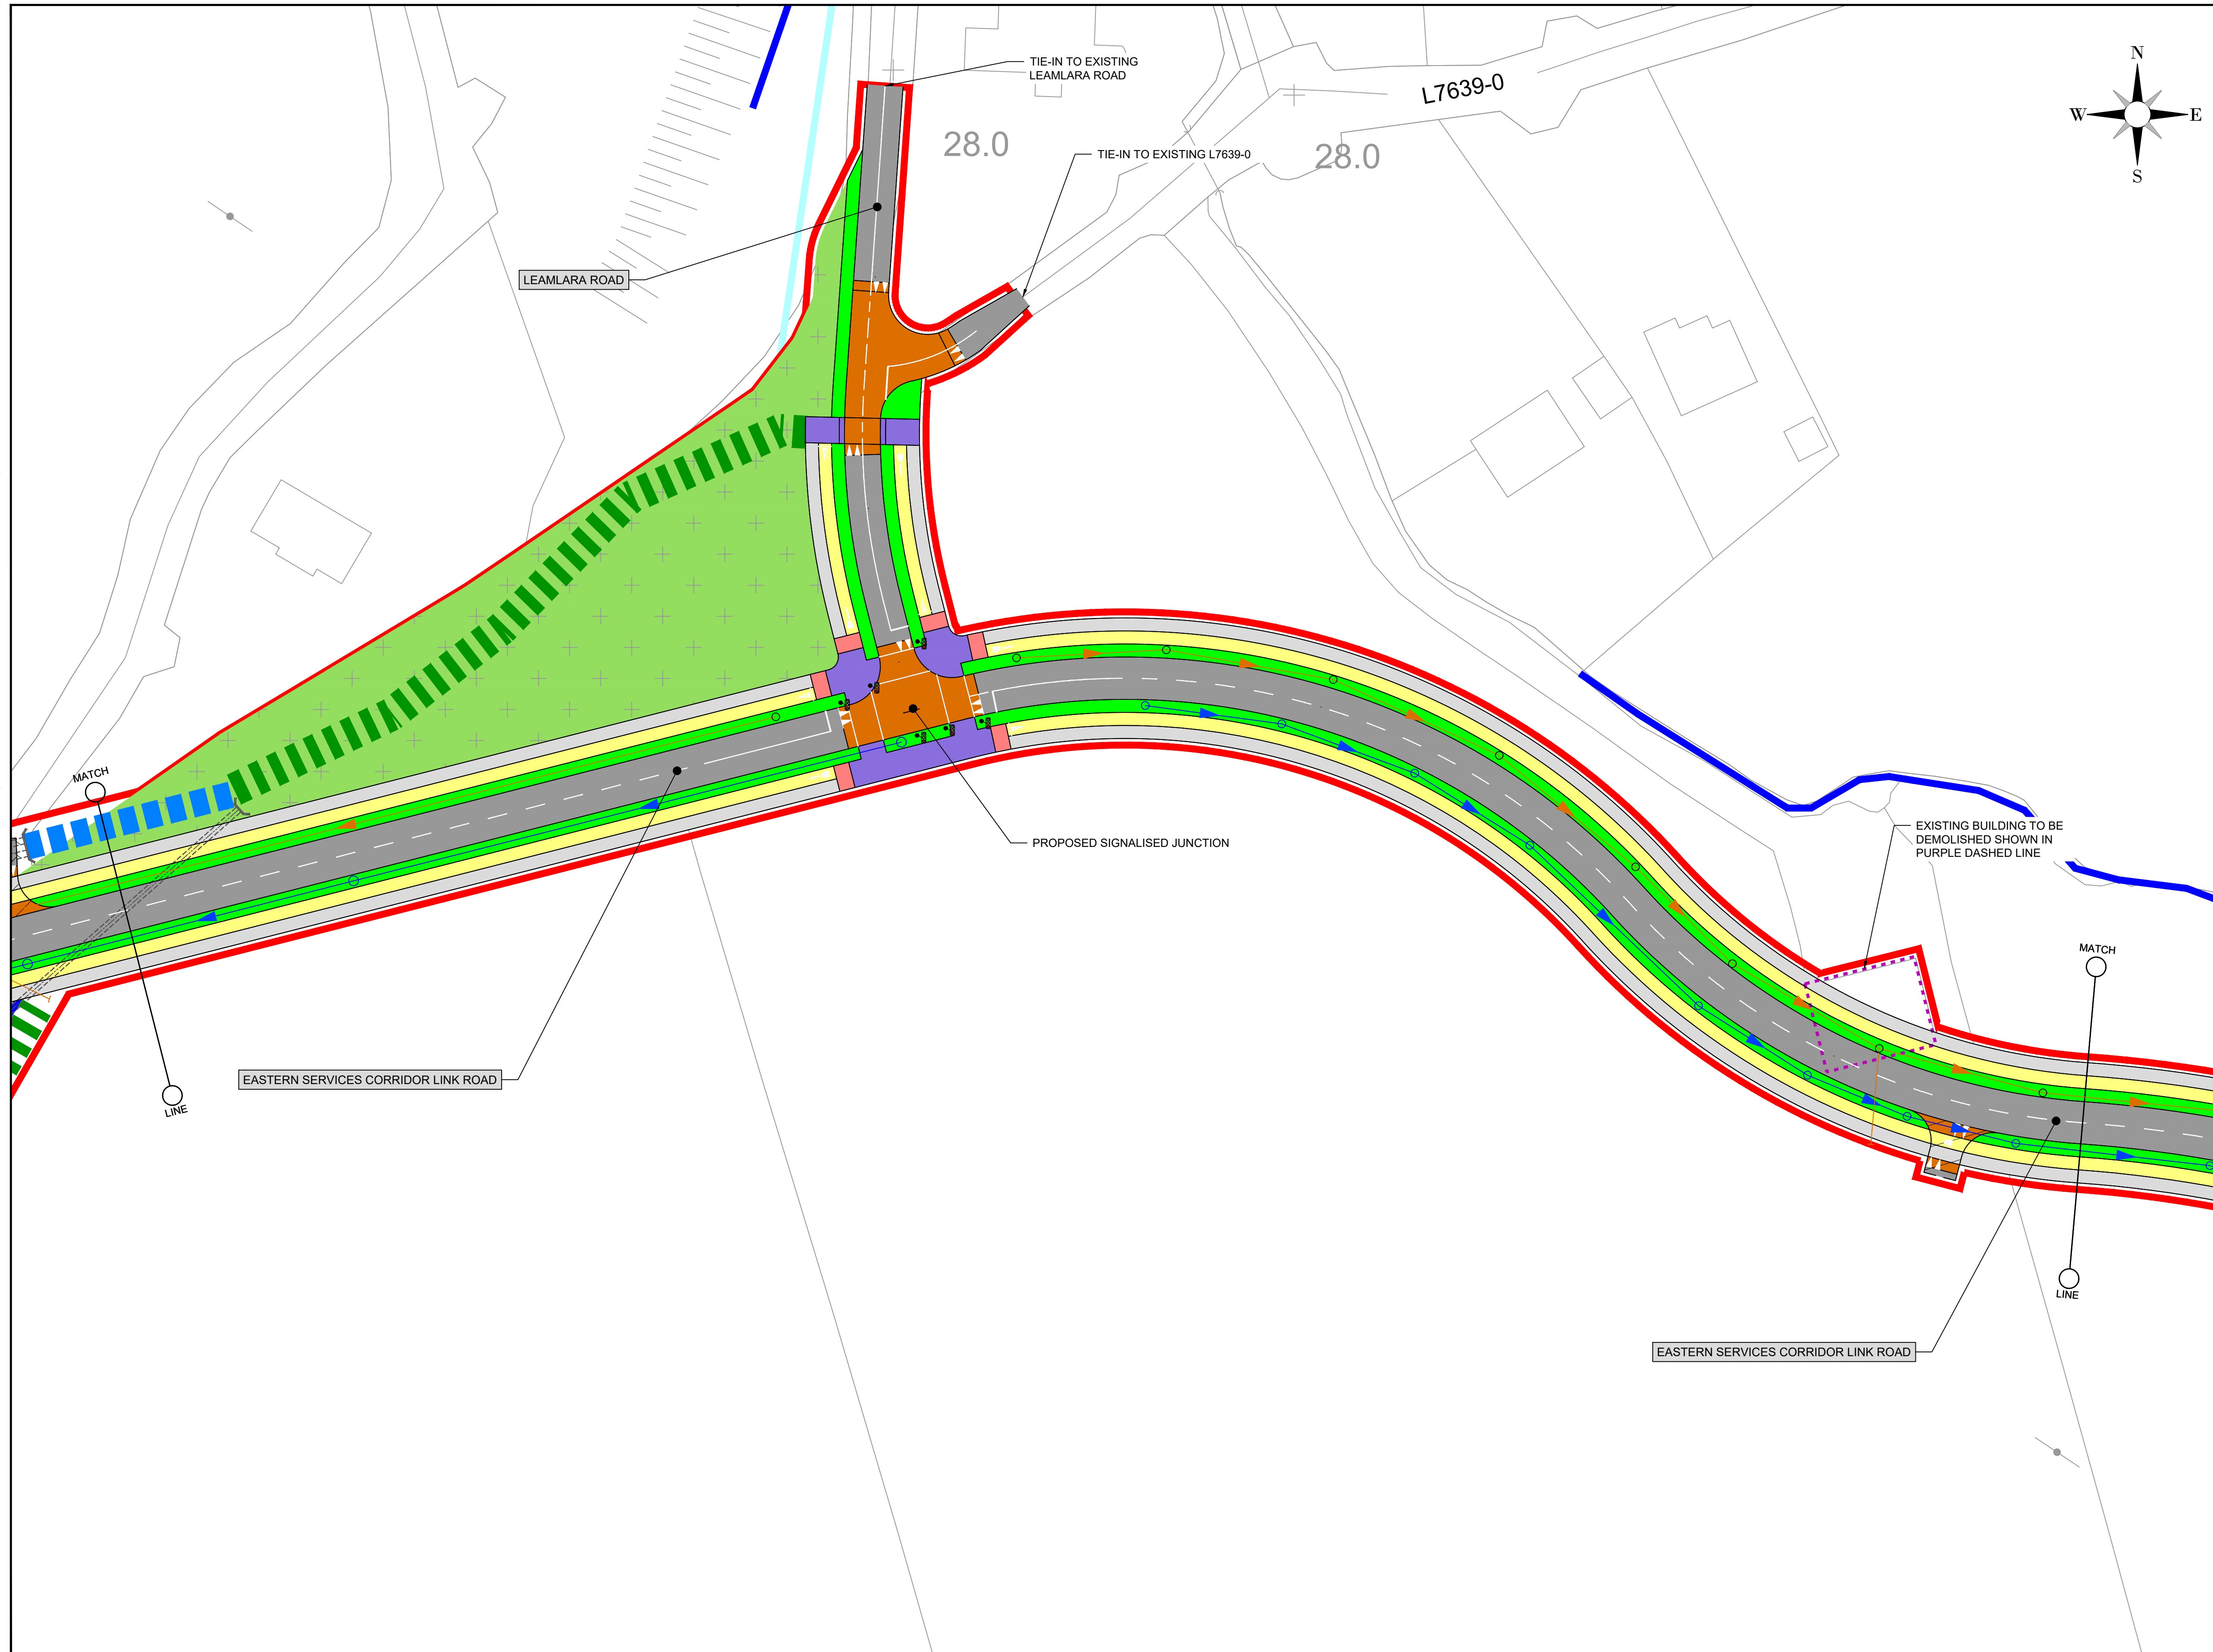 TIE-IN TO EXISTING
LEAMLARA ROAD
L7639-0
N
W
E
S
28.0
TIE-IN TO EXISTING L7639-0
28.0
LEAMLARA ROAD
MATCH
PROPOSED SIGNALISED JUNCTION
EXISTING BUILDING TO BE
DEMOLISHED SHOWN IN
PURPLE DASHED LINE
MATCH
EASTERN SERVICES CORRIDOR LINK ROAD
LINE
LINE
EASTERN SERVICES CORRIDOR LINK ROAD